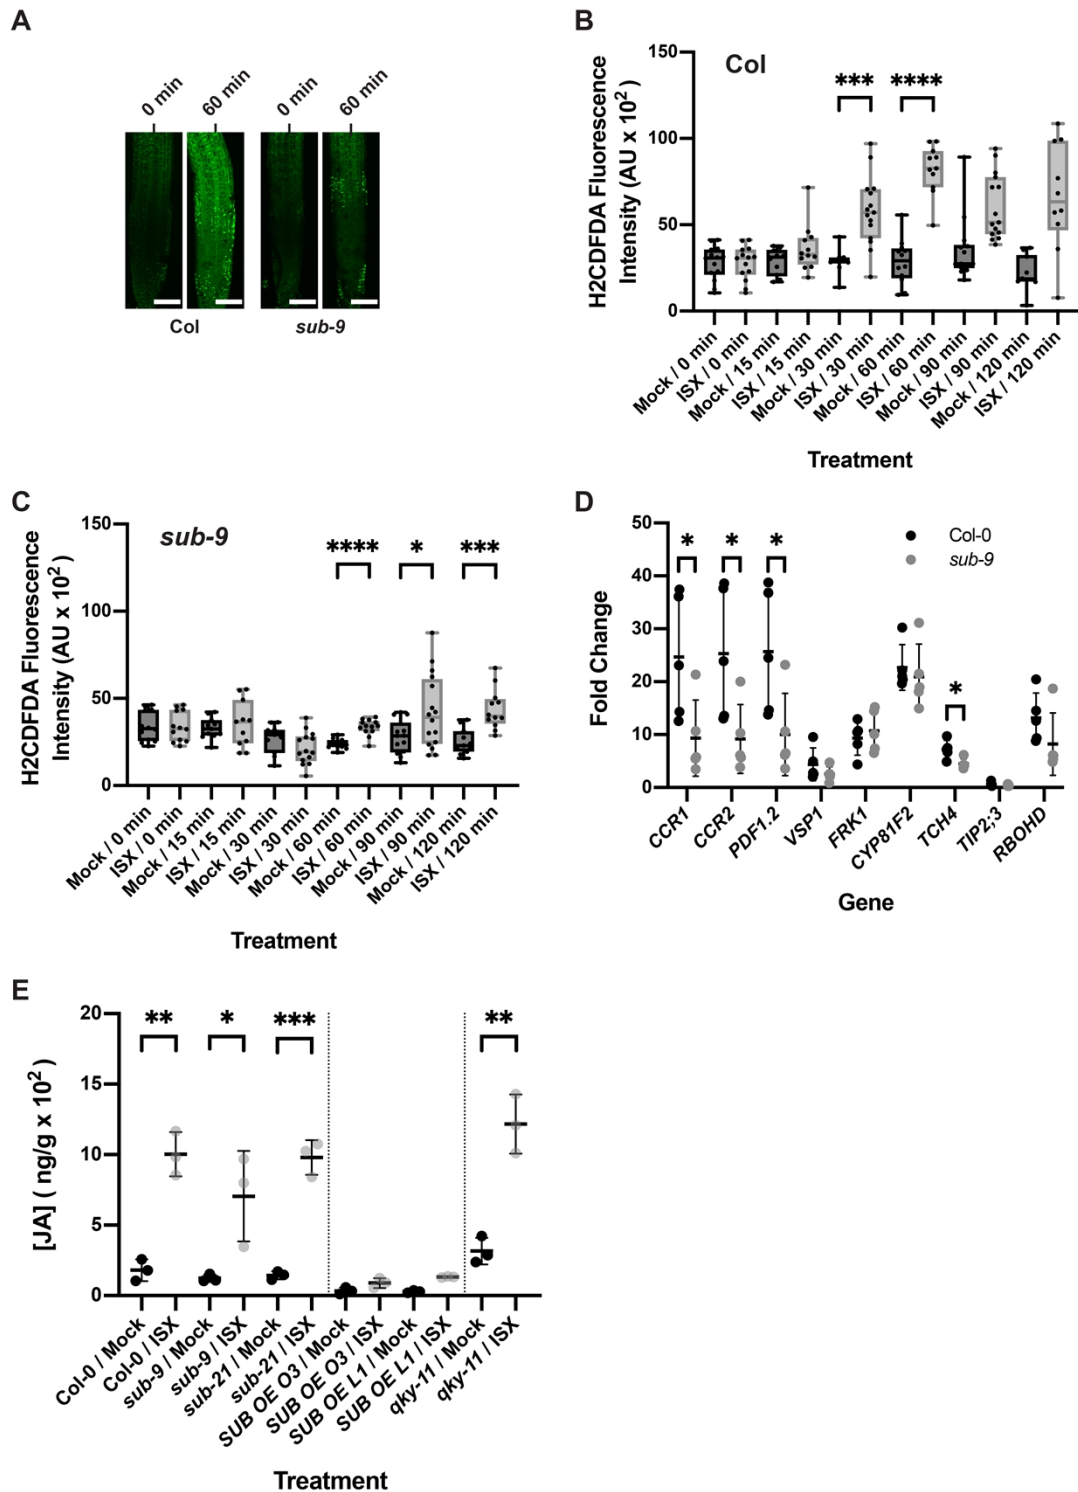 A
0 min
60 min
0 min
60 min
Col
sub-9
B
Col
****
***
150
100
50
0
H2CDFDA Fluorescence
Intensity (AU x 10²)
Mock / 0 min
ISX / 0 min
Mock / 15 min
ISX / 15 min
Mock / 30 min
ISX / 30 min
Mock / 60 min
ISX / 60 min
Mock / 90 min
ISX / 90 min
Mock / 120 min
ISX / 120 min
Treatment
C
sub-9
****
*
***
150
100
50
0
H2CDFDA Fluorescence
Intensity (AU x 10²)
Mock / 0 min
ISX / 0 min
Mock / 15 min
ISX / 15 min
Mock / 30 min
ISX / 30 min
Mock / 60 min
ISX / 60 min
Mock / 90 min
ISX / 90 min
Mock / 120 min
ISX / 120 min
Treatment
D
Col-0
sub-9
*
*
*
*
50
40
30
20
10
0
Fold Change
CCR1
CCR2
PDF1.2
VSP1
FRK1
CYP81F2
TCH4
TIP2;3
RBOHD
Gene
E
**
*
***
**
20
15
10
5
0
[JA] ( ng/g x 10² )
Col-0 / Mock
Col-0 / ISX
sub-9 / Mock
sub-9 / ISX
sub-21 / Mock
sub-21 / ISX
SUB OE O3 / Mock
SUB OE O3 / ISX
SUB OE L1 / Mock
SUB OE L1 / ISX
qky-11 / Mock
qky-11 / ISX
Treatment